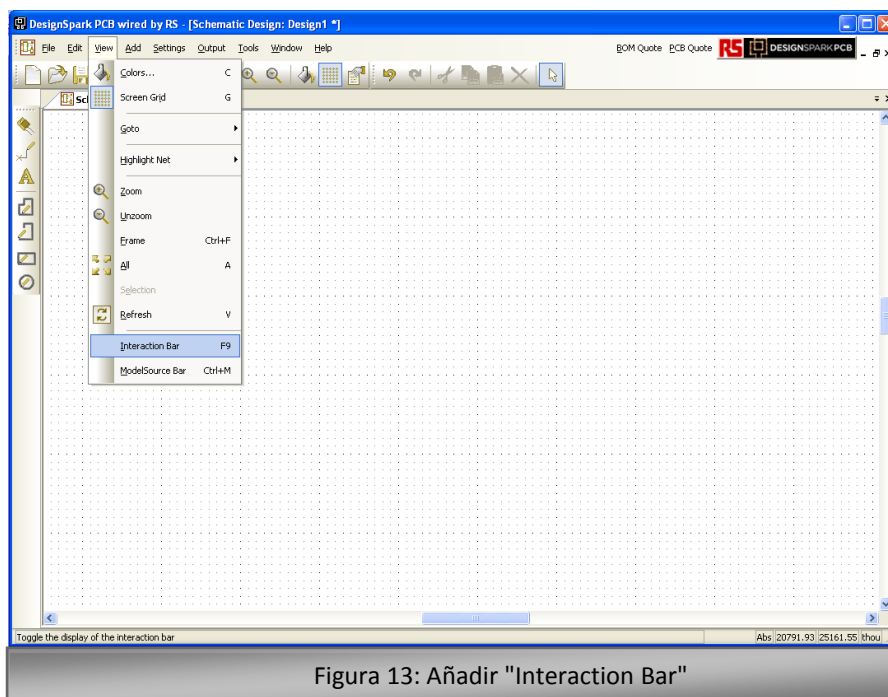 DesignSpark PCB wired by RS - [Schematic Design: Design1 *]
File Edit View Add Settings Output Tools Window Help BOM Quote PCB Quote RS DESIGNSPARK PCB
Colors... C
Screen Grid G
Goto
Highlight Net
Zoom
Unzoom
Frame Ctrl+F
All A
Selection
Refresh V
Interaction Bar F9
ModelSource Bar Ctrl+M
Toggle the display of the interaction bar Abs 20791.93 25161.55 thou
Figura 13: Añadir "Interaction Bar"